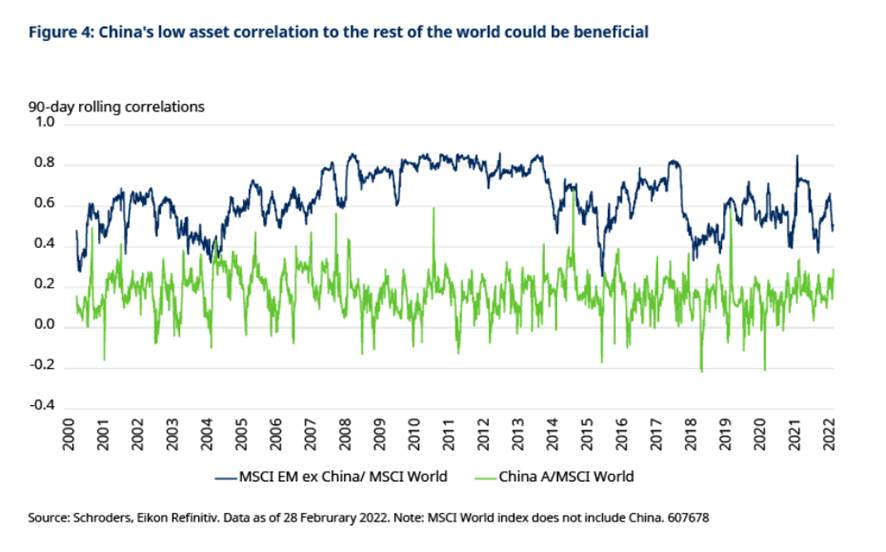 Figure 4: China's low asset correlation to the rest of the world could be beneficial
90-day rolling correlations
1.0
0.8
0.6
0.4
0.2
0.0
-0.2
-0.4
2000 2001 2002 2003 2004 2005 2006 2007 2008 2009 2010 2011 2012 2013 2014 2015 2016 2017 2018 2019 2020 2021 2022
MSCI EM ex China/ MSCI World China A/MSCI World
Source: Schroders, Eikon Refinitiv. Data as of 28 Februrary 2022. Note: MSCI World index does not include China. 607678